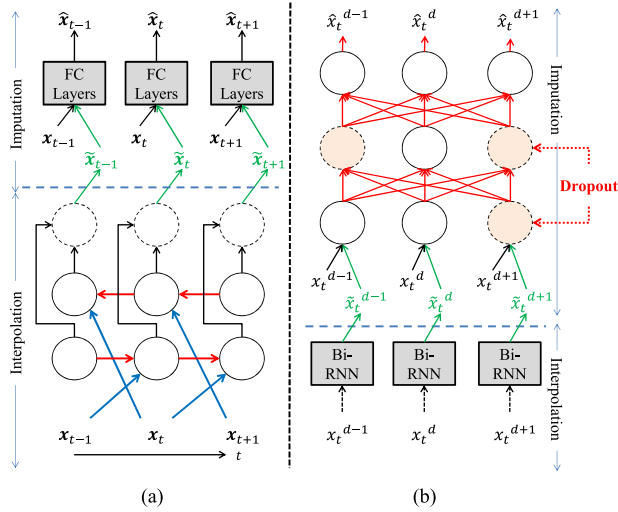 x̂t−1 x̂t x̂t+1
FC Layers FC Layers FC Layers
xt−1 xt xt+1
x̃t−1 x̃t x̃t+1
Imputation
Interpolation
xt−1 xt xt+1
t
(a)
x̂t^d−1 x̂t^d x̂t^d+1
Imputation
Dropout
xt^d−1 xt^d xt^d+1
x̃t^d−1 x̃t^d x̃t^d+1
Bi-RNN Bi-RNN Bi-RNN
Interpolation
xt^d−1 xt^d xt^d+1
(b)